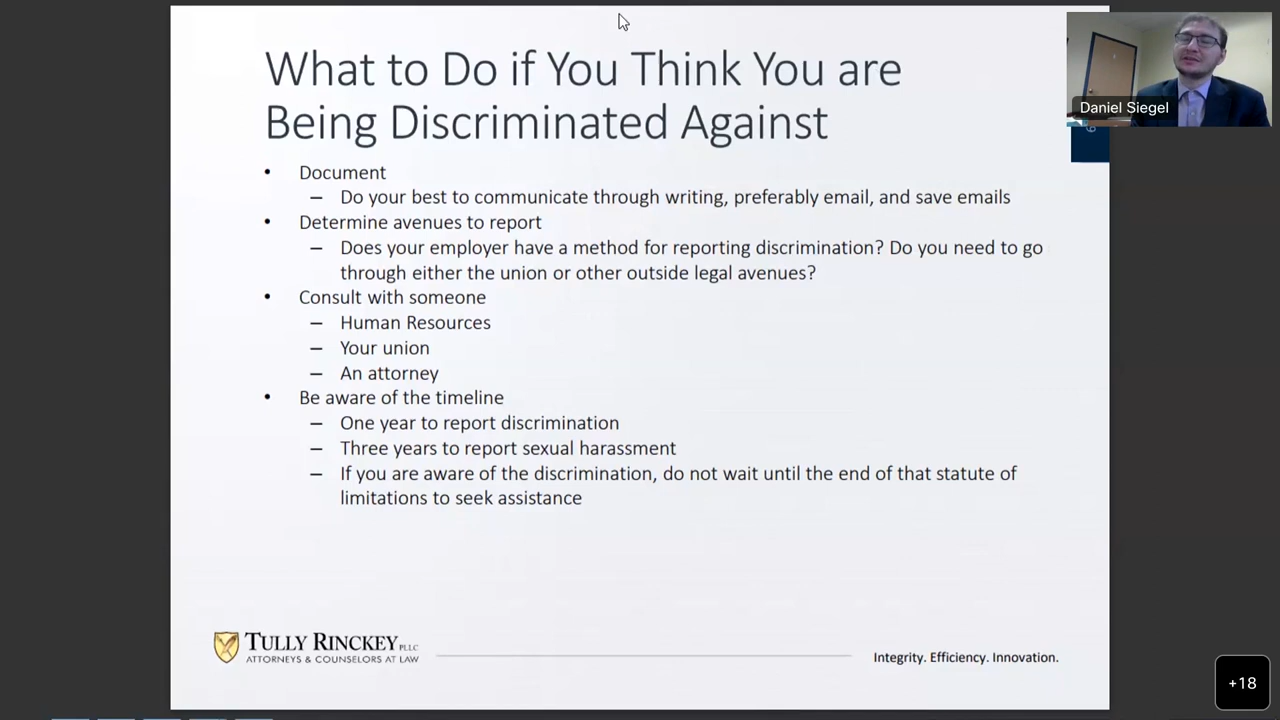 What to Do if You Think You are
Being Discriminated Against
Daniel Siegel
• Document
– Do your best to communicate through writing, preferably email, and save emails
• Determine avenues to report
– Does your employer have a method for reporting discrimination? Do you need to go
through either the union or other outside legal avenues?
• Consult with someone
– Human Resources
– Your union
– An attorney
• Be aware of the timeline
– One year to report discrimination
– Three years to report sexual harassment
– If you are aware of the discrimination, do not wait until the end of that statute of
limitations to seek assistance
TULLY RINCKEY PLLC
ATTORNEYS & COUNSELORS AT LAW
Integrity. Efficiency. Innovation.
+18